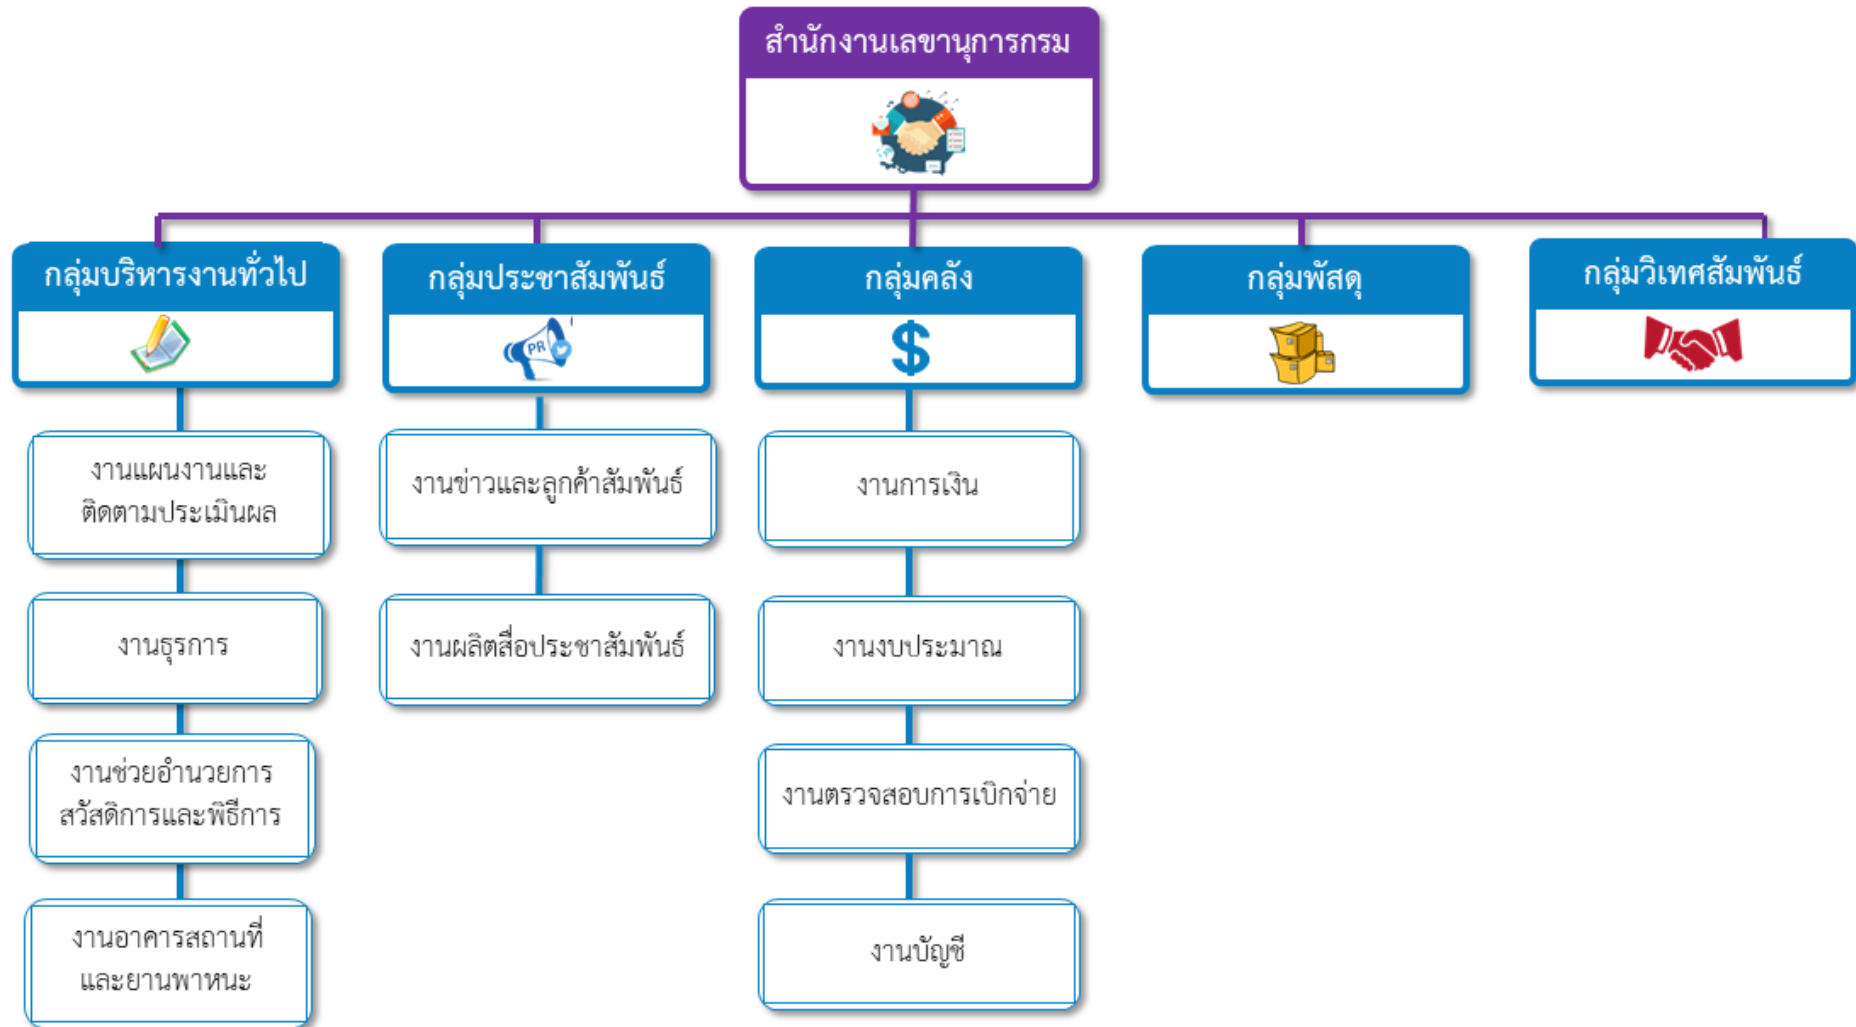 สำนักงานเลขานุการกรม
กลุ่มบริหารงานทั่วไป
กลุ่มประชาสัมพันธ์
กลุ่มคลัง
กลุ่มพัสดุ
กลุ่มวิเทศสัมพันธ์
PR
$
งานแผนงานและ
ติดตามประเมินผล
งานข่าวและลูกค้าสัมพันธ์
งานการเงิน
งานธุรการ
งานผลิตสื่อประชาสัมพันธ์
งานงบประมาณ
งานช่วยอำนวยการ
สวัสดิการและพิธีการ
งานตรวจสอบการเบิกจ่าย
งานอาคารสถานที่
และยานพาหนะ
งานบัญชี